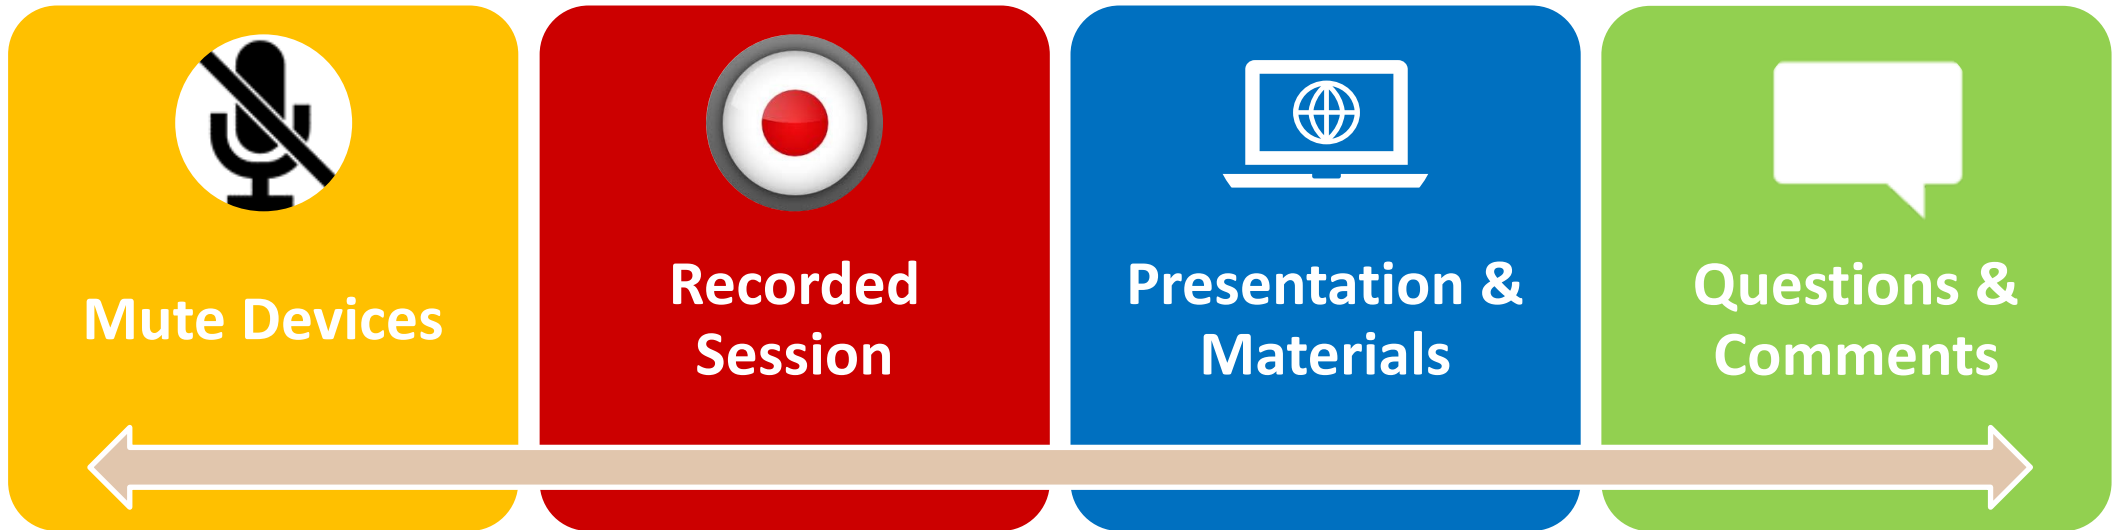 Mute Devices
Recorded
Session
Presentation &
Materials
Questions &
Comments